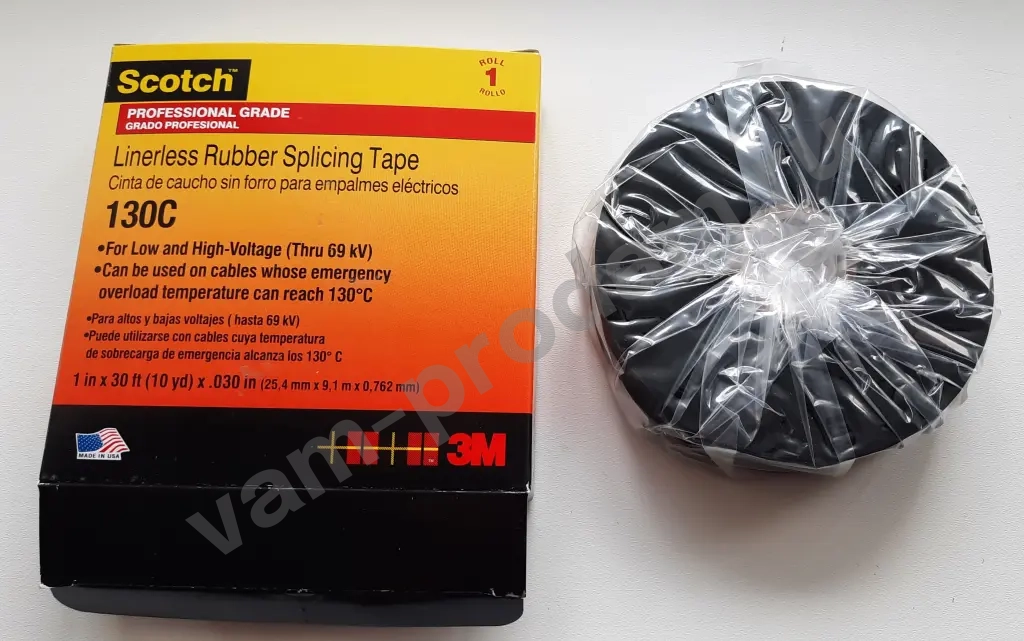 Scotch™
ROLL
1
ROLLO
PROFESSIONAL GRADE
GRADO PROFESIONAL
Linerless Rubber Splicing Tape
Cinta de caucho sin forro para empalmes eléctricos
130C
•For Low and High-Voltage (Thru 69 kV)
•Can be used on cables whose emergency
overload temperature can reach 130°C
•Para altos y bajas voltajes ( hasta 69 kV)
•Puede utilizarse con cables cuya temperatura
de sobrecarga de emergencia alcanza los 130° C
1 in x 30 ft (10 yd) x .030 in (25,4 mm x 9,1 m x 0,762 mm)
MADE IN USA
3M
vam-prodem.ru